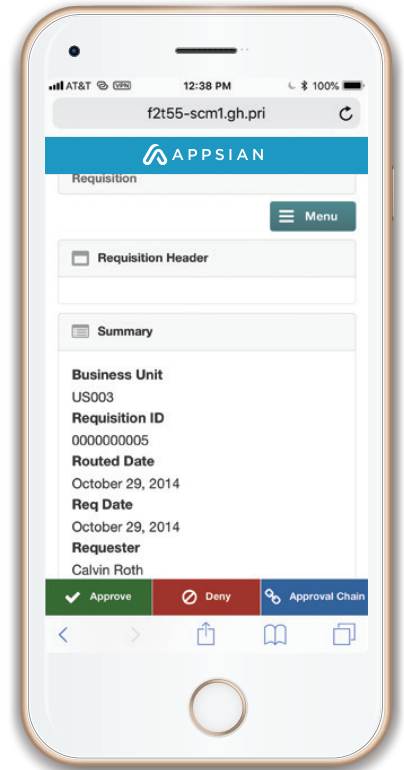 AT&T VPN 12:38 PM 100%
f2t55-scm1.gh.pri
APPSIAN
Requisition
Menu
Requisition Header
Summary
Business Unit
US003
Requisition ID
0000000005
Routed Date
October 29, 2014
Req Date
October 29, 2014
Requester
Calvin Roth
Approve Deny Approval Chain